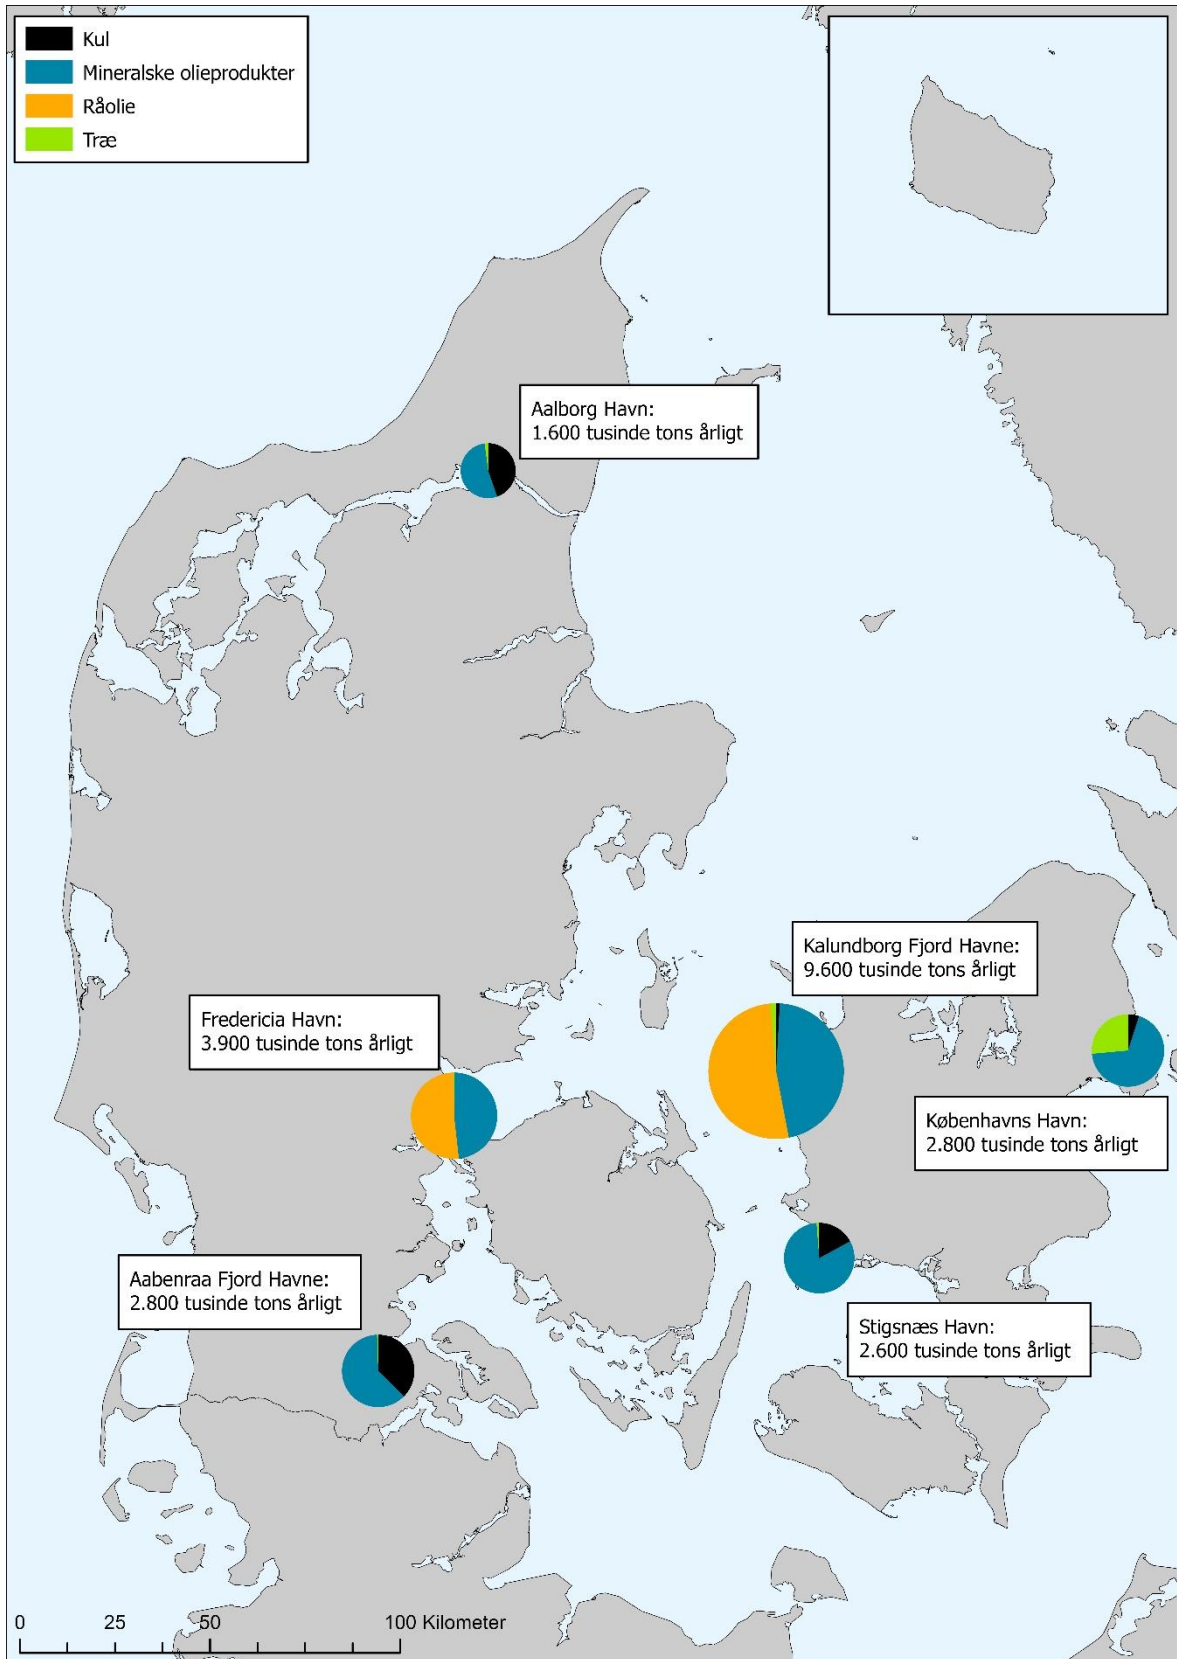 Kul
Mineralske olieprodukter
Råolie
Træ
Aalborg Havn:
1.600 tusinde tons årligt
Kalundborg Fjord Havne:
9.600 tusinde tons årligt
Fredericia Havn:
3.900 tusinde tons årligt
Københavns Havn:
2.800 tusinde tons årligt
Aabenraa Fjord Havne:
2.800 tusinde tons årligt
Stigsnæs Havn:
2.600 tusinde tons årligt
0 25 50 100 Kilometer